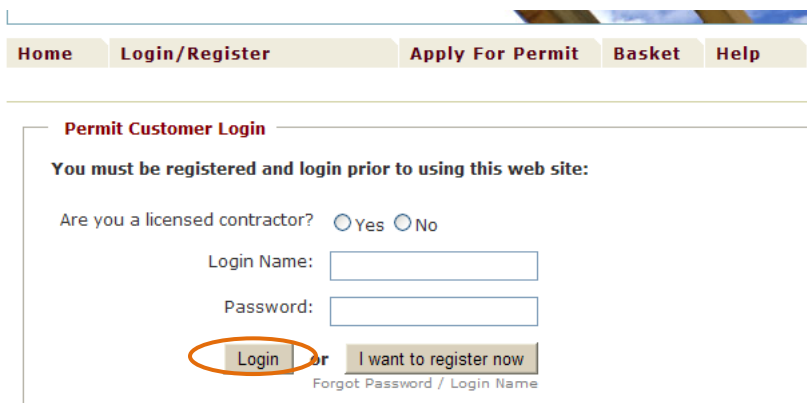 Home Login/Register Apply For Permit Basket Help
Permit Customer Login
You must be registered and login prior to using this web site:
Are you a licensed contractor? Yes No
Login Name:
Password:
Login or I want to register now
Forgot Password / Login Name